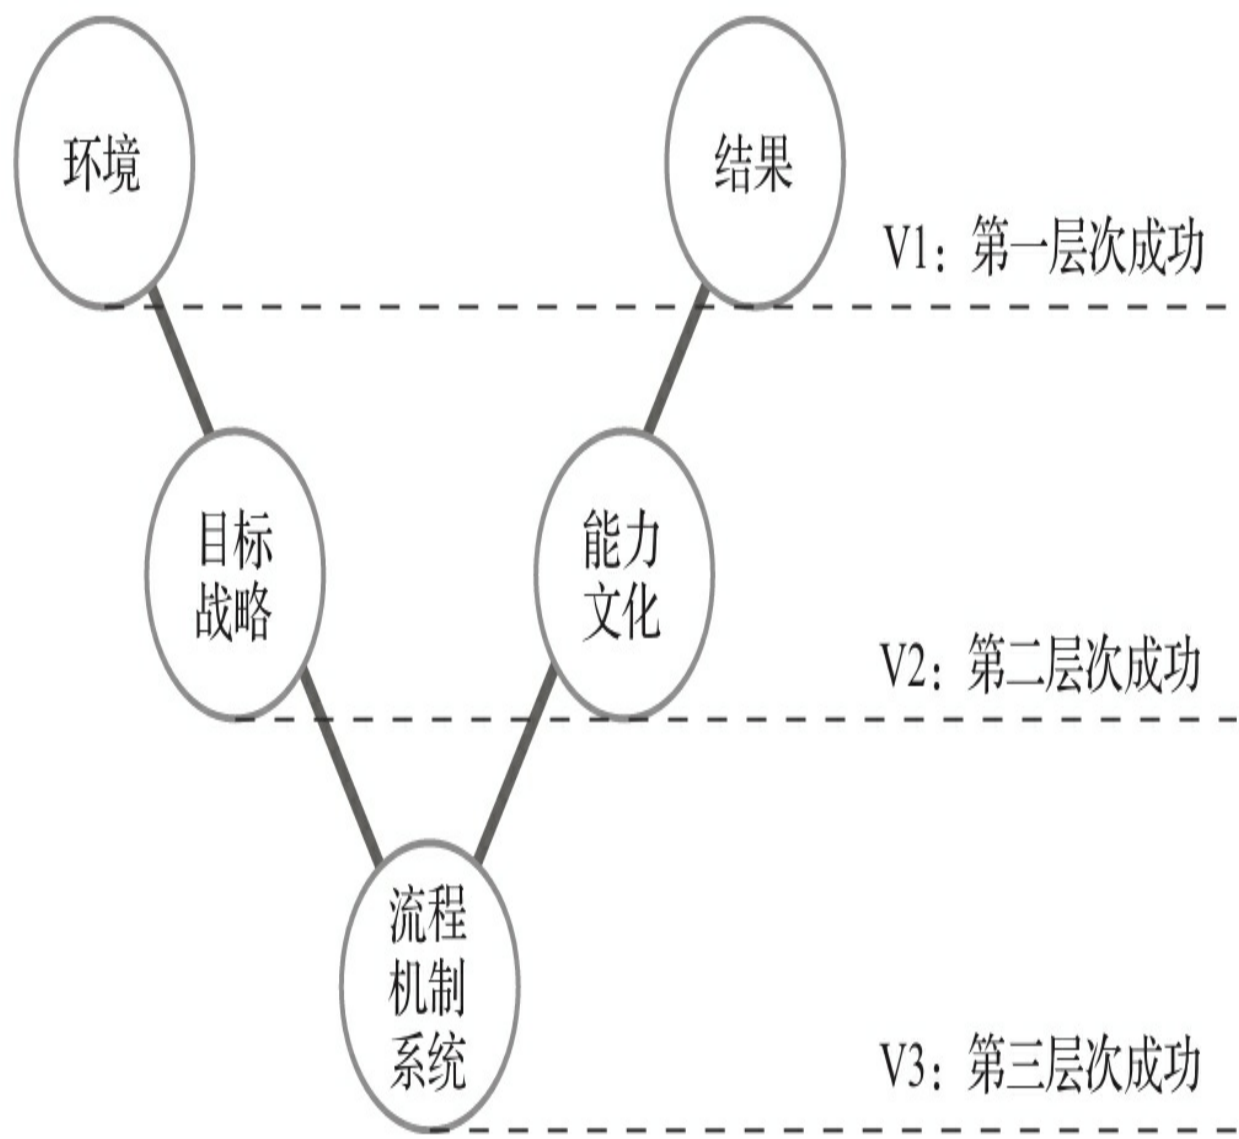 环境
结果
V1：第一层次成功
目标
战略
能力
文化
V2：第二层次成功
流程
机制
系统
V3：第三层次成功